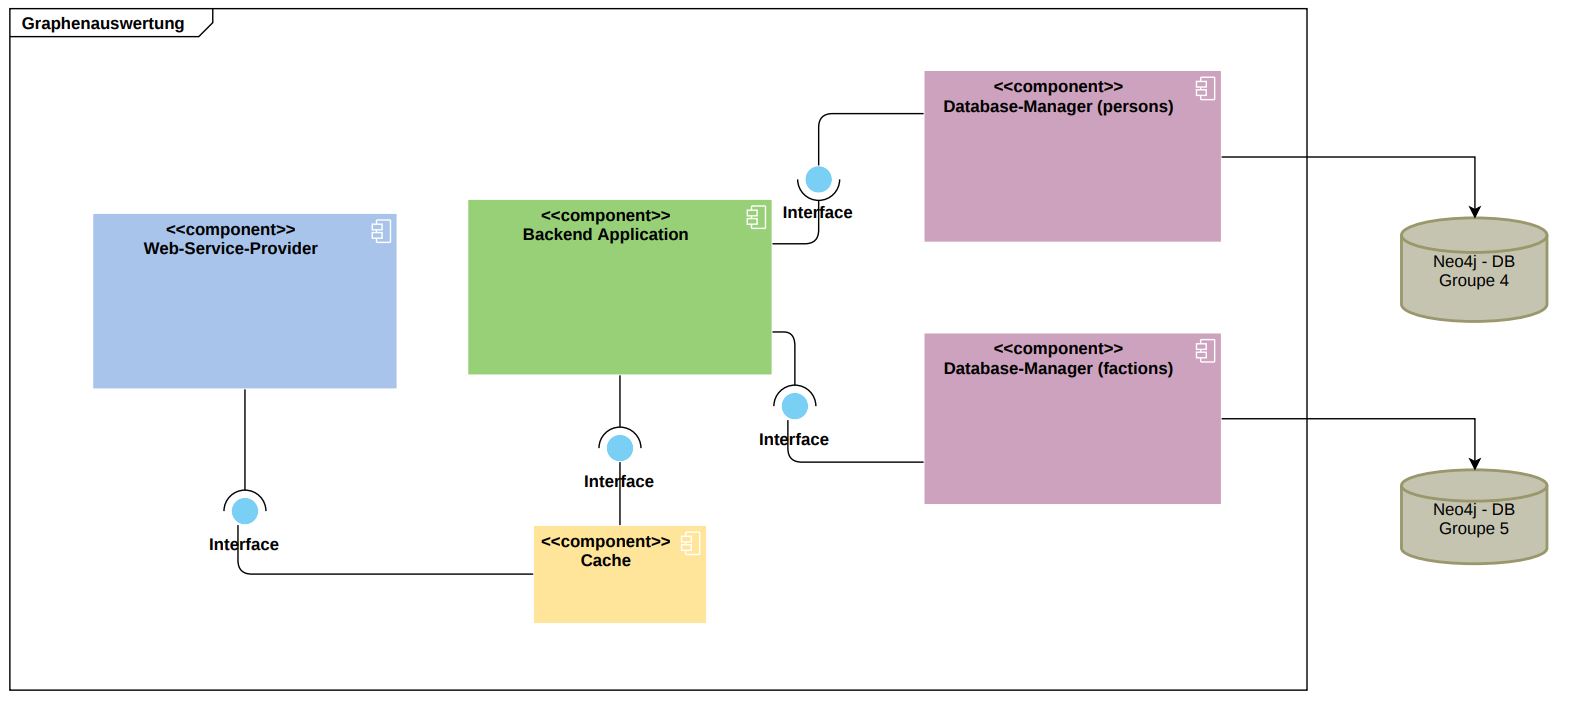 Graphenauswertung
<<component>>
Database-Manager (persons)
Interface
<<component>>
Web-Service-Provider
<<component>>
Backend Application
Neo4j - DB
Groupe 4
<<component>>
Database-Manager (factions)
Interface
Interface
Interface
<<component>>
Cache
Neo4j - DB
Groupe 5